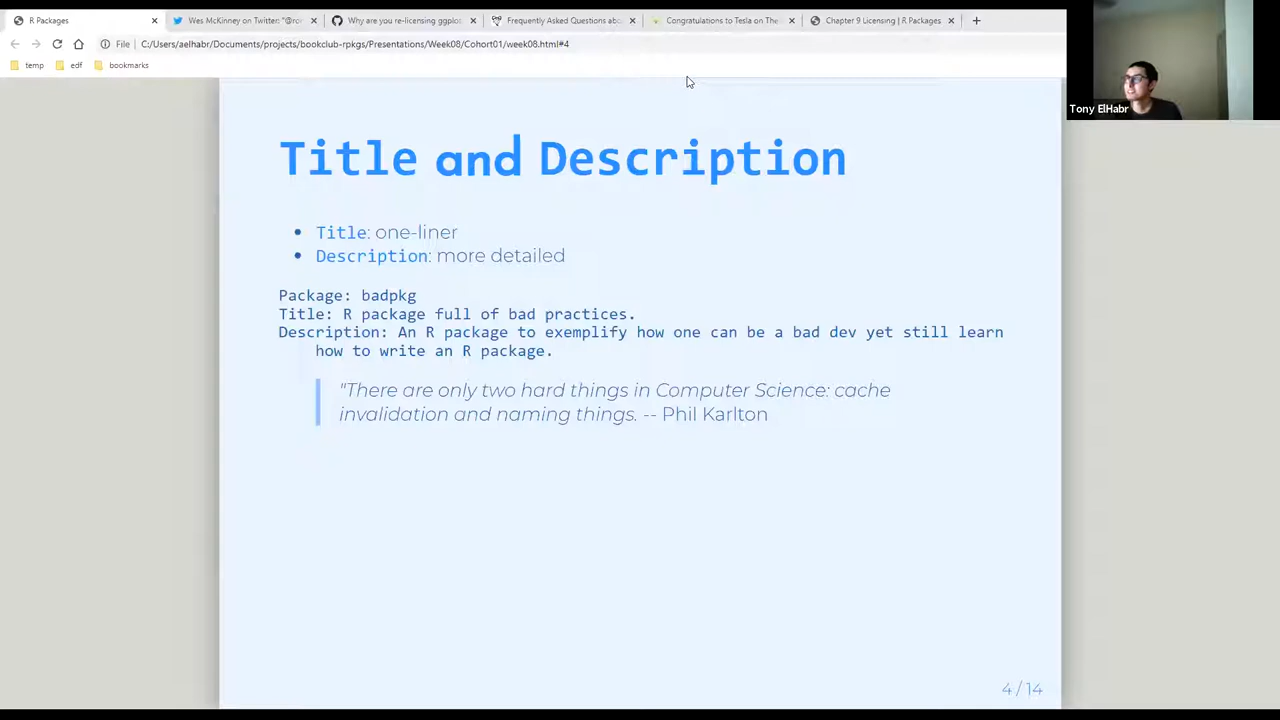 R Packages
Wes McKinney on Twitter: "@ro
Why are you re-licensing ggplo
Frequently Asked Questions abo
Congratulations to Tesla on The
Chapter 9 Licensing | R Packages
File
C:/Users/aelhabr/Documents/projects/bookclub-rpkgs/Presentations/Week08/Cohort01/week08.html#4
temp
edf
bookmarks
Tony ElHabr
Title and Description
• Title: one-liner
• Description: more detailed
Package: badpkg
Title: R package full of bad practices.
Description: An R package to exemplify how one can be a bad dev yet still learn
how to write an R package.
"There are only two hard things in Computer Science: cache
invalidation and naming things. -- Phil Karlton
4 / 14